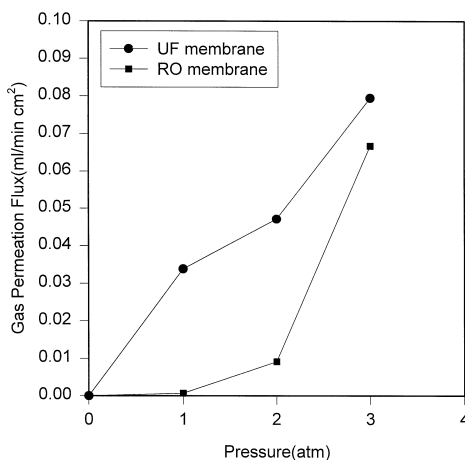 Gas Permeation Flux(ml/min cm²)
0.10
0.09
0.08
0.07
0.06
0.05
0.04
0.03
0.02
0.01
0.00
UF membrane
RO membrane
0 1 2 3 4
Pressure(atm)